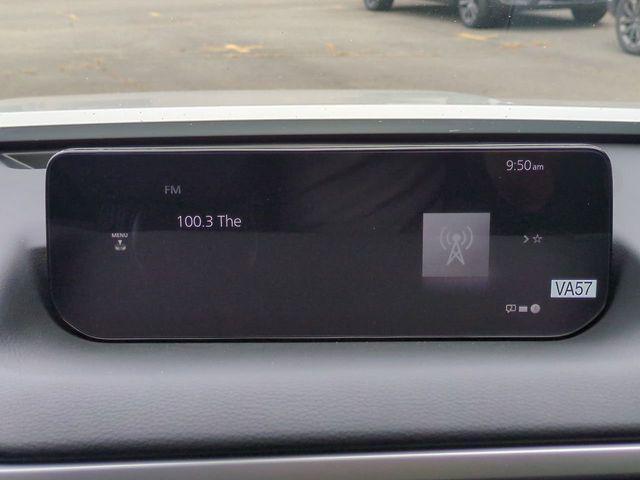 9:50am
FM
100.3 The
MENU
VA57